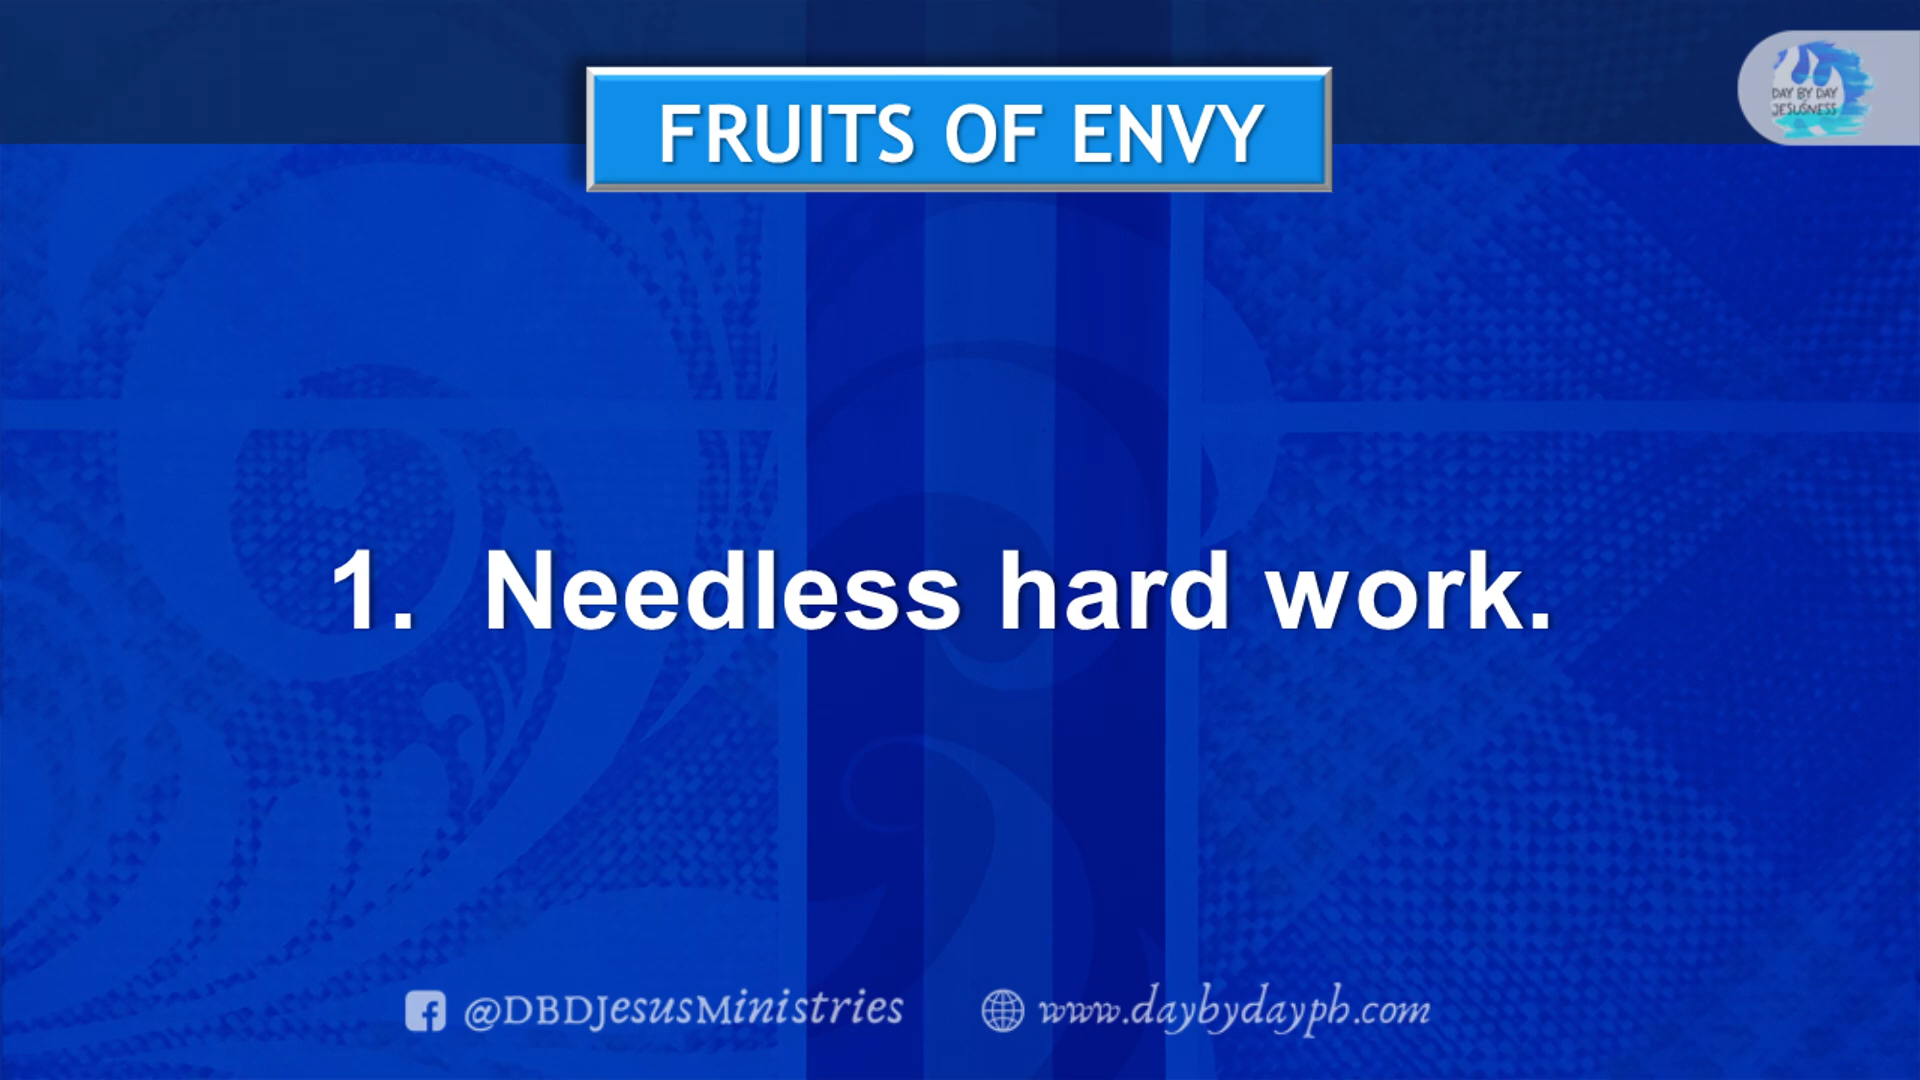 FRUITS OF ENVY
DAY BY DAY
JESUSNESS
1. Needless hard work.
@DBDJesusMinistries www.daybydayph.com